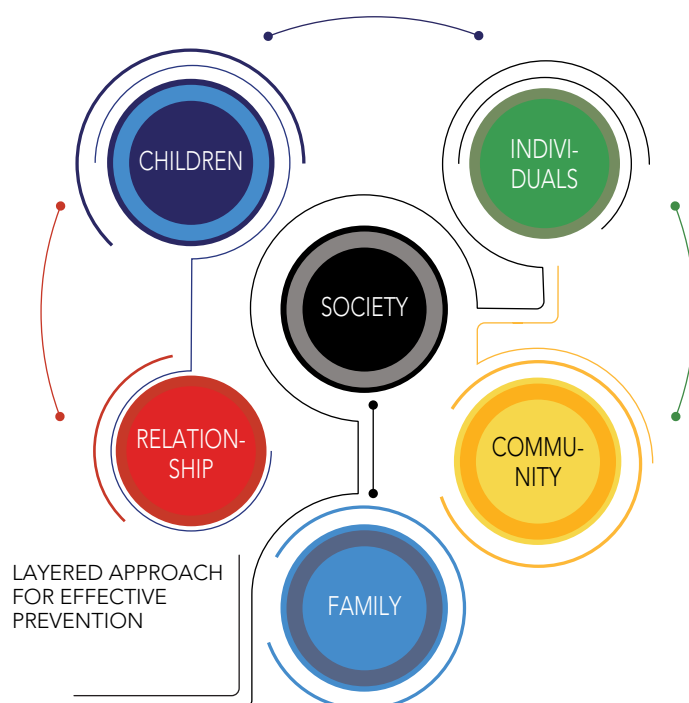 CHILDREN
INDIVI-
DUALS
SOCIETY
RELATION-
SHIP
COMMU-
NITY
LAYERED APPROACH
FOR EFFECTIVE
PREVENTION
FAMILY